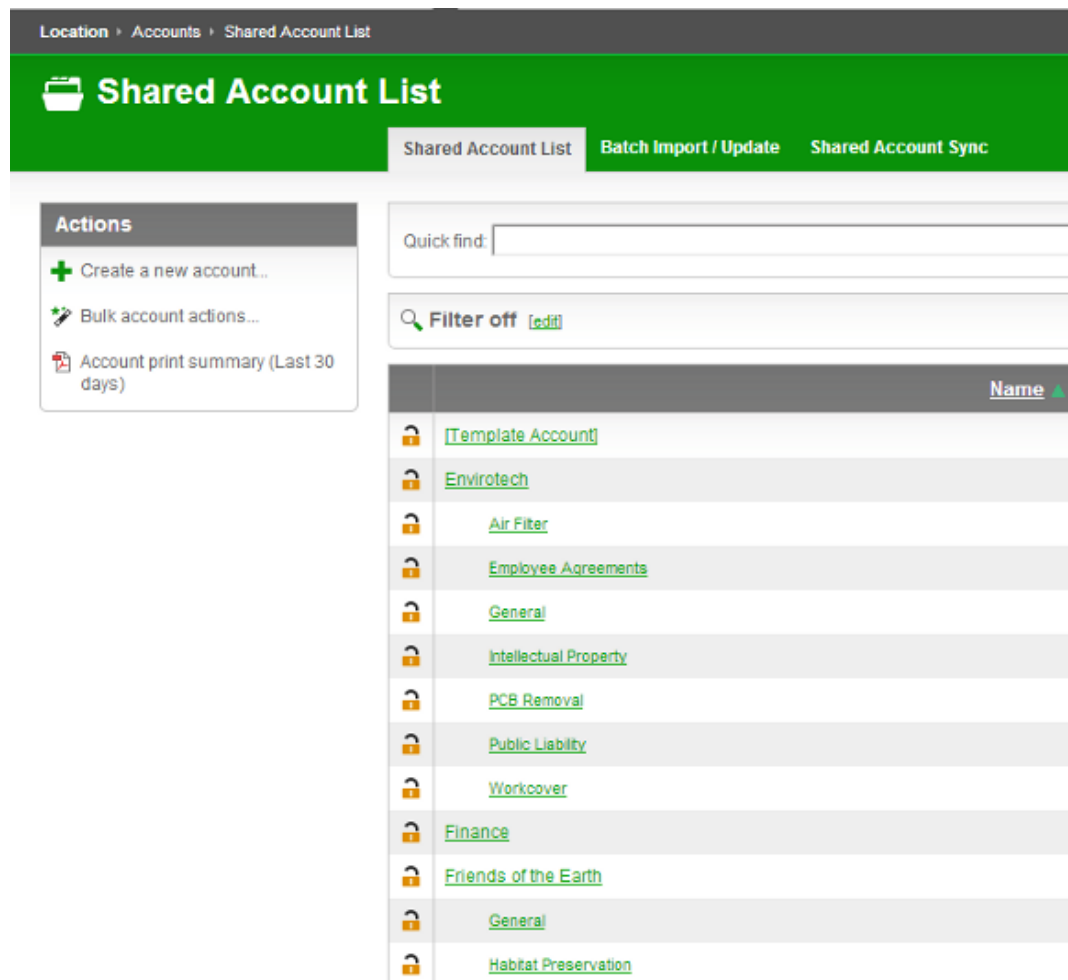 Location › Accounts › Shared Account List
Shared Account List
Shared Account List Batch Import / Update Shared Account Sync
Actions
Create a new account...
Bulk account actions...
Account print summary (Last 30
days)
Quick find:
Filter off [edit]
Name
[Template Account]
Envirotech
Air Filter
Employee Agreements
General
Intellectual Property
PCB Removal
Public Liability
Workcover
Finance
Friends of the Earth
General
Habitat Preservation